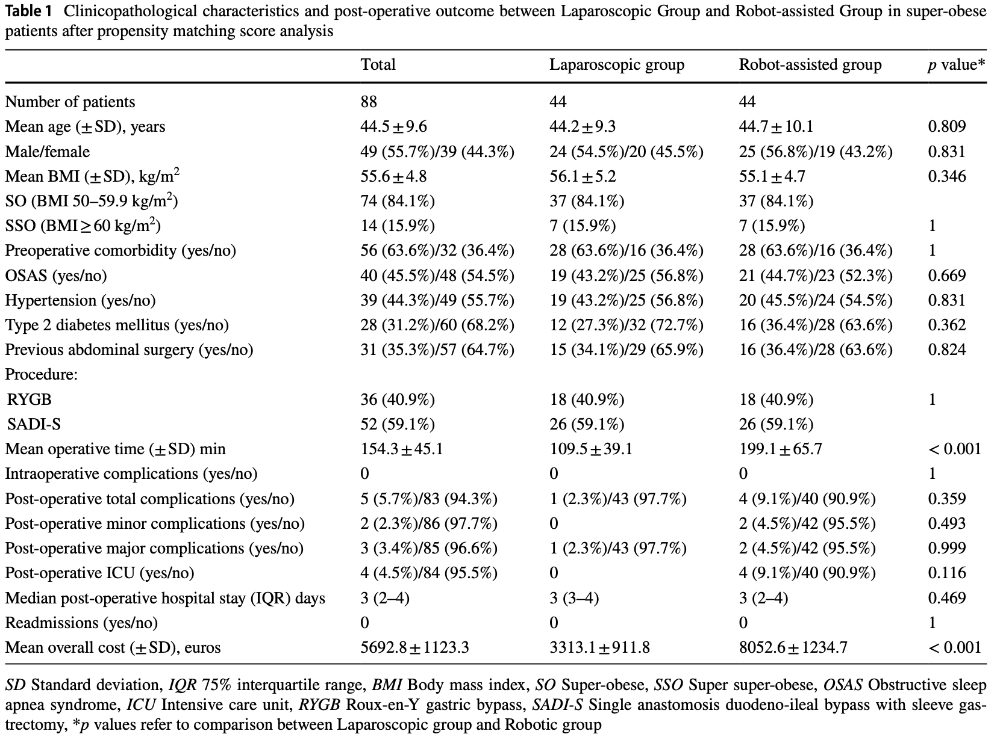 Table 1 Clinicopathological characteristics and post-operative outcome between Laparoscopic Group and Robot-assisted Group in super-obese
patients after propensity matching score analysis
Total Laparoscopic group Robot-assisted group p value*
Number of patients 88 44 44
Mean age (±SD), years 44.5±9.6 44.2±9.3 44.7±10.1 0.809
Male/female 49 (55.7%)/39 (44.3%) 24 (54.5%)/20 (45.5%) 25 (56.8%)/19 (43.2%) 0.831
Mean BMI (±SD), kg/m² 55.6±4.8 56.1±5.2 55.1±4.7 0.346
SO (BMI 50–59.9 kg/m²) 74 (84.1%) 37 (84.1%) 37 (84.1%)
SSO (BMI≥60 kg/m²) 14 (15.9%) 7 (15.9%) 7 (15.9%) 1
Preoperative comorbidity (yes/no) 56 (63.6%)/32 (36.4%) 28 (63.6%)/16 (36.4%) 28 (63.6%)/16 (36.4%) 1
OSAS (yes/no) 40 (45.5%)/48 (54.5%) 19 (43.2%)/25 (56.8%) 21 (44.7%)/23 (52.3%) 0.669
Hypertension (yes/no) 39 (44.3%)/49 (55.7%) 19 (43.2%)/25 (56.8%) 20 (45.5%)/24 (54.5%) 0.831
Type 2 diabetes mellitus (yes/no) 28 (31.2%)/60 (68.2%) 12 (27.3%)/32 (72.7%) 16 (36.4%)/28 (63.6%) 0.362
Previous abdominal surgery (yes/no) 31 (35.3%)/57 (64.7%) 15 (34.1%)/29 (65.9%) 16 (36.4%)/28 (63.6%) 0.824
Procedure:
RYGB 36 (40.9%) 18 (40.9%) 18 (40.9%) 1
SADI-S 52 (59.1%) 26 (59.1%) 26 (59.1%)
Mean operative time (±SD) min 154.3±45.1 109.5±39.1 199.1±65.7 <0.001
Intraoperative complications (yes/no) 0 0 0 1
Post-operative total complications (yes/no) 5 (5.7%)/83 (94.3%) 1 (2.3%)/43 (97.7%) 4 (9.1%)/40 (90.9%) 0.359
Post-operative minor complications (yes/no) 2 (2.3%)/86 (97.7%) 0 2 (4.5%)/42 (95.5%) 0.493
Post-operative major complications (yes/no) 3 (3.4%)/85 (96.6%) 1 (2.3%)/43 (97.7%) 2 (4.5%)/42 (95.5%) 0.999
Post-operative ICU (yes/no) 4 (4.5%)/84 (95.5%) 0 4 (9.1%)/40 (90.9%) 0.116
Median post-operative hospital stay (IQR) days 3 (2–4) 3 (3–4) 3 (2–4) 0.469
Readmissions (yes/no) 0 0 0 1
Mean overall cost (±SD), euros 5692.8±1123.3 3313.1±911.8 8052.6±1234.7 <0.001
SD Standard deviation, IQR 75% interquartile range, BMI Body mass index, SO Super-obese, SSO Super super-obese, OSAS Obstructive sleep
apnea syndrome, ICU Intensive care unit, RYGB Roux-en-Y gastric bypass, SADI-S Single anastomosis duodeno-ileal bypass with sleeve gas-
trectomy, *p values refer to comparison between Laparoscopic group and Robotic group